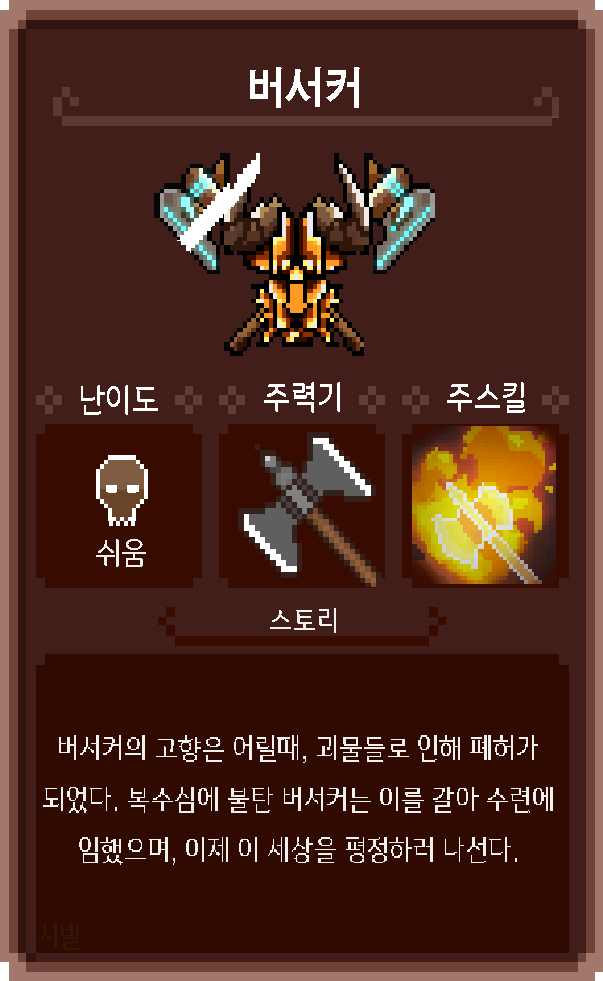 버서커
난이도 주력기 주스킬
쉬움
스토리
버서커의 고향은 어릴때, 괴물들로 인해 폐허가
되었다. 복수심에 불탄 버서커는 이를 갈아 수련에
임했으며, 이제 이 세상을 평정하러 나선다.
시발